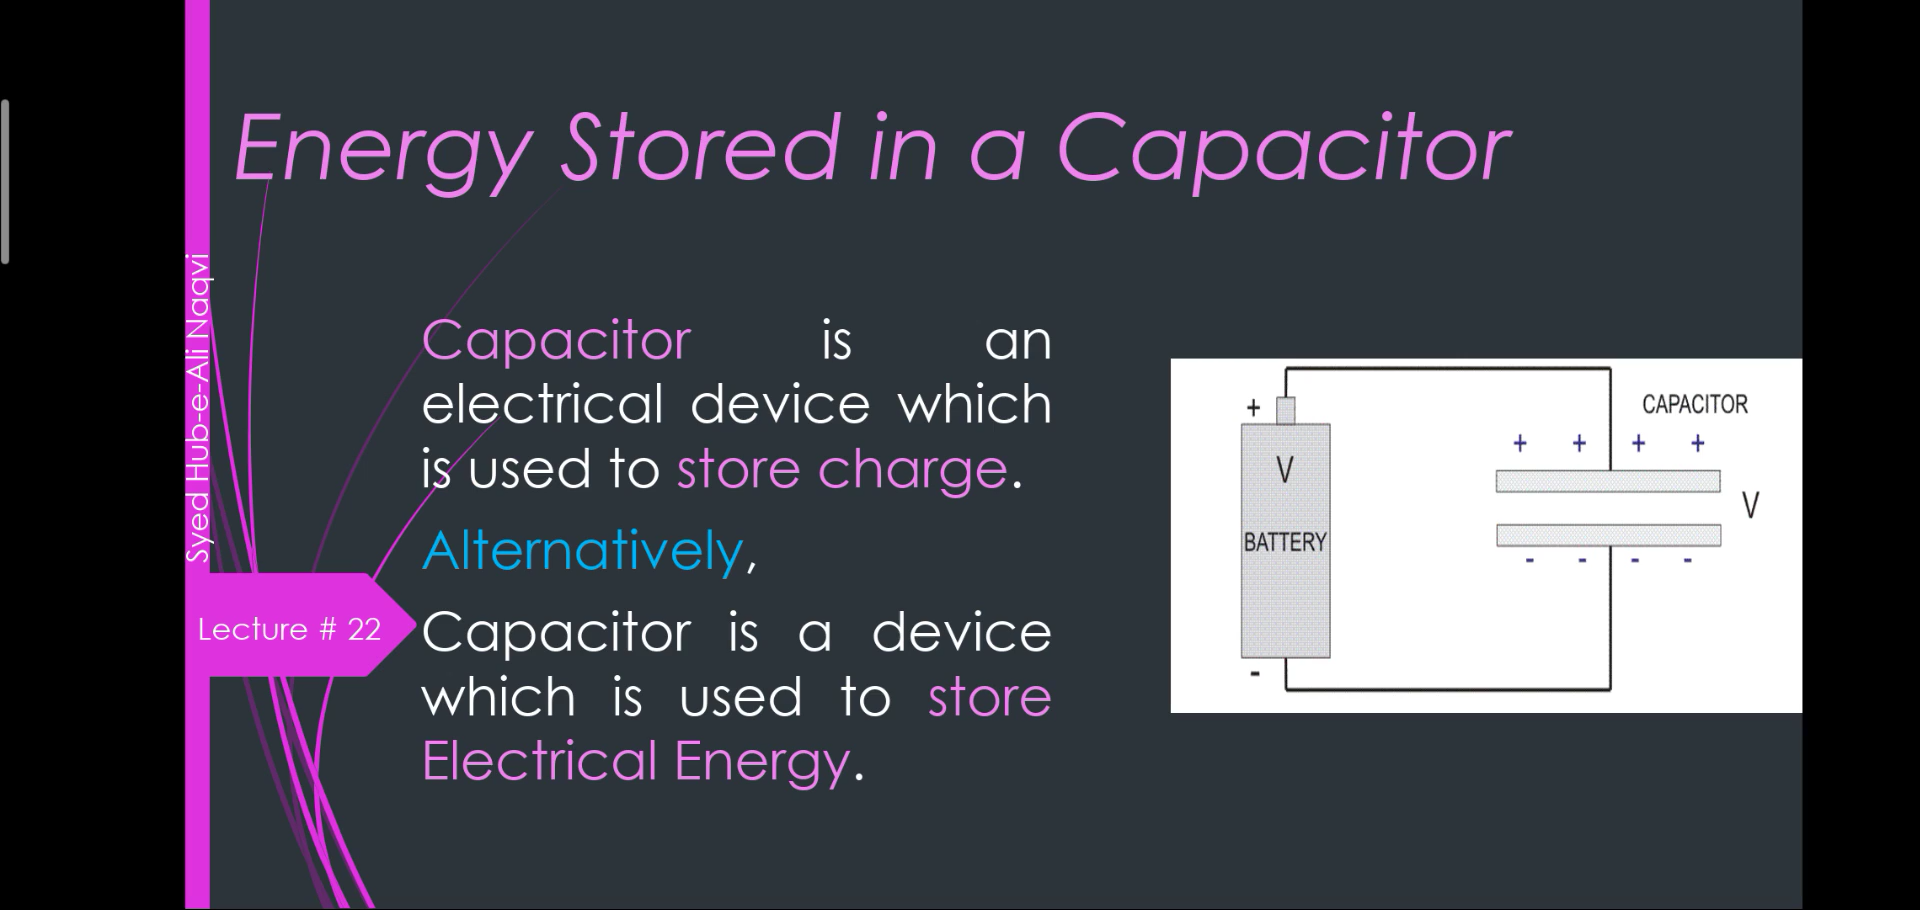 Energy Stored in a Capacitor
Syed Hub-e-Ali Naqvi
Lecture # 22
Capacitor is an
electrical device which
is used to store charge.
Alternatively,
Capacitor is a device
which is used to store
Electrical Energy.
+
V
BATTERY
-
CAPACITOR
+ + + +
V
- - - -